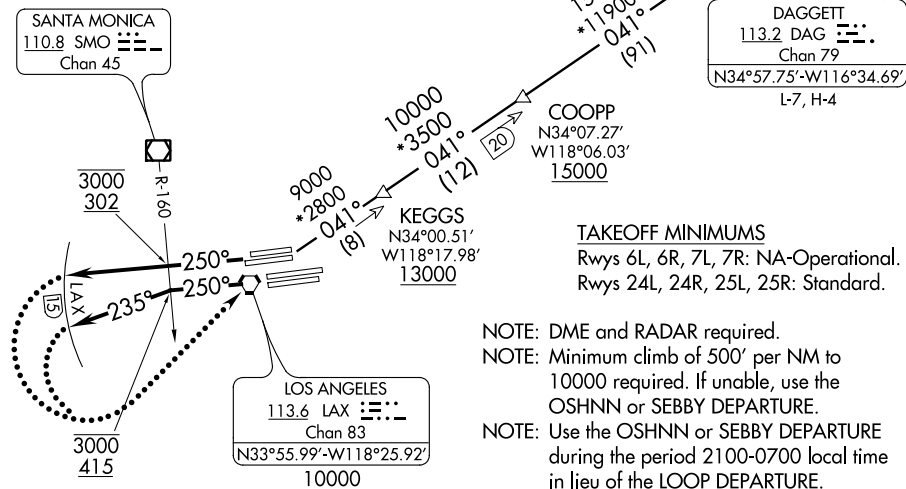 SANTA MONICA
110.8 SMO
Chan 45
R-160
3000
302
250°
LAX
15
235°
250°
3000
415
LOS ANGELES
113.6 LAX
Chan 83
N33°55.99'-W118°25.92'
10000
9000
*2800
041°
(8)
KEGGS
N34°00.51'
W118°17.98'
13000
10000
*3500
041°
(12)
20
COOPP
N34°07.27'
W118°06.03'
15000
*11900
041°
(91)
DAGGETT
113.2 DAG
Chan 79
N34°57.75'-W116°34.69'
L-7, H-4
TAKEOFF MINIMUMS
Rwys 6L, 6R, 7L, 7R: NA-Operational.
Rwys 24L, 24R, 25L, 25R: Standard.
NOTE: DME and RADAR required.
NOTE: Minimum climb of 500' per NM to
10000 required. If unable, use the
OSHNN or SEBBY DEPARTURE.
NOTE: Use the OSHNN or SEBBY DEPARTURE
during the period 2100-0700 local time
in lieu of the LOOP DEPARTURE.